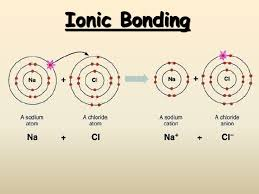 Ionic Bonding
Na + Cl Na + Cl
A sodium atom A chloride atom A sodium cation A chloride anion
Na + Cl Na⁺ + Cl⁻